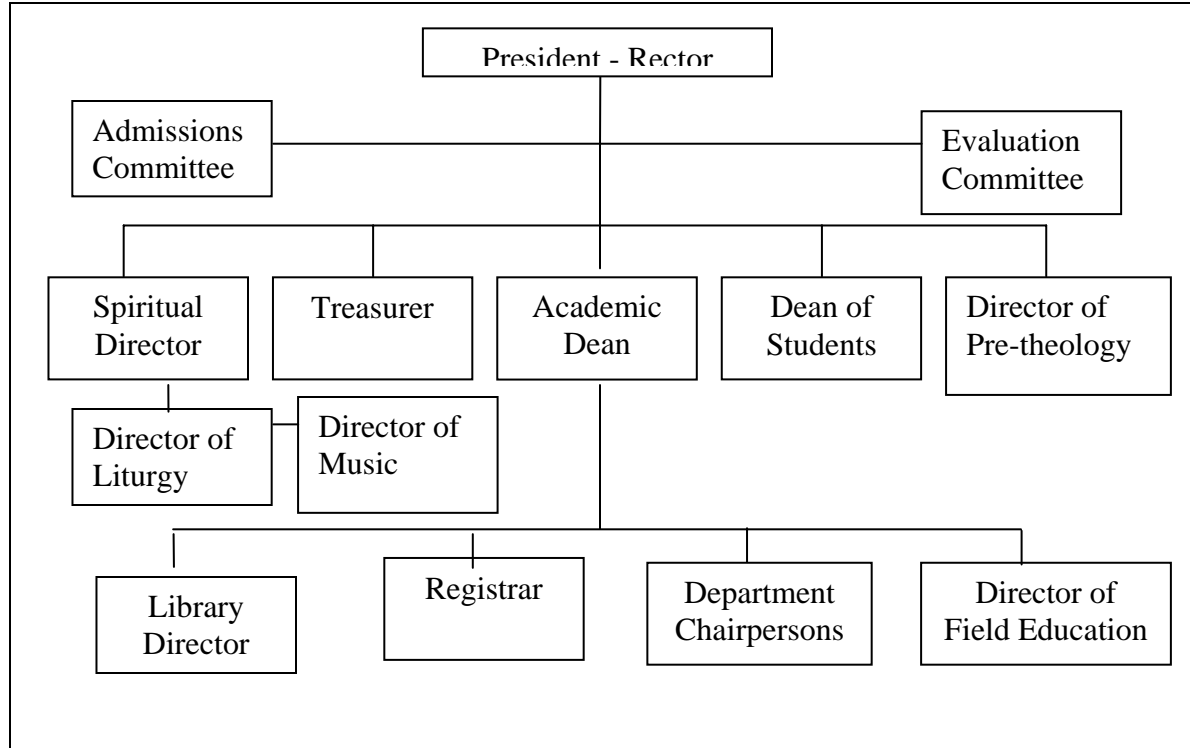 President - Rector
Admissions
Committee
Evaluation
Committee
Spiritual
Director
Treasurer
Academic
Dean
Dean of
Students
Director of
Pre-theology
Director of
Liturgy
Director of
Music
Library
Director
Registrar
Department
Chairpersons
Director of
Field Education